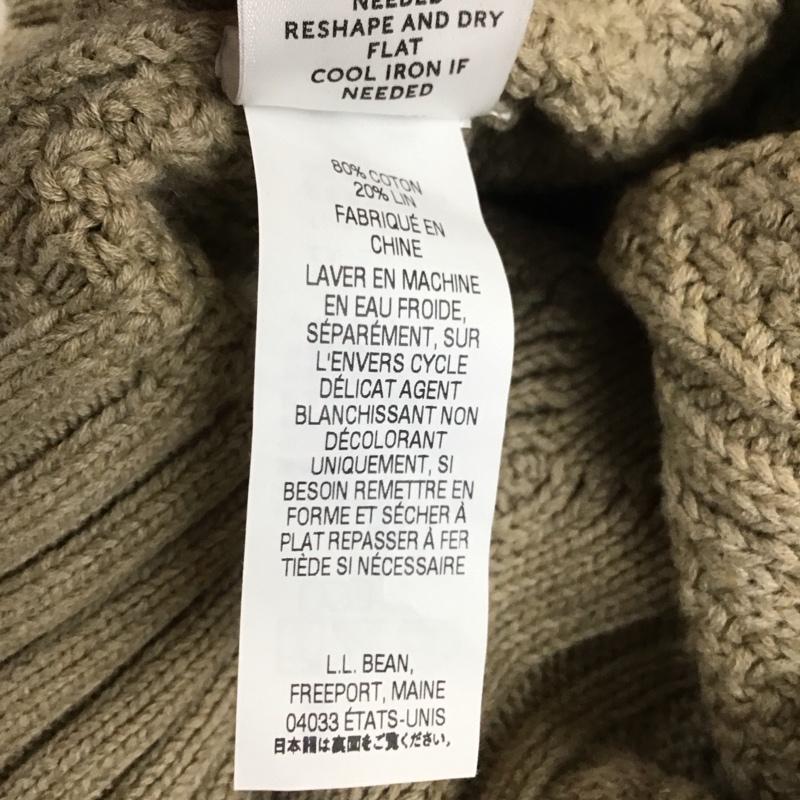 NEEDED
RESHAPE AND DRY
FLAT
COOL IRON IF
NEEDED
80% COTON
20% LIN
FABRIQUÉ EN
CHINE
LAVER EN MACHINE
EN EAU FROIDE,
SÉPARÉMENT, SUR
L'ENVERS CYCLE
DÉLICAT AGENT
BLANCHISSANT NON
DÉCOLORANT
UNIQUEMENT, SI
BESOIN REMETTRE EN
FORME ET SÉCHER À
PLAT REPASSER À FER
TIÈDE SI NÉCESSAIRE
L.L. BEAN,
FREEPORT, MAINE
04033 ÉTATS-UNIS
日本語は裏面をご覧ください。